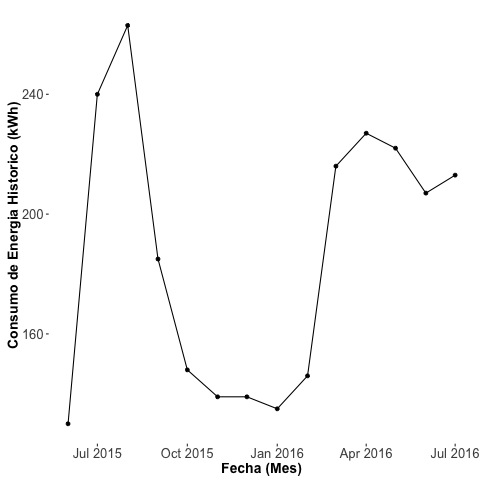 Consumo de Energia Historico (kWh)
240
200
160
Jul 2015 Oct 2015 Jan 2016 Apr 2016 Jul 2016
Fecha (Mes)